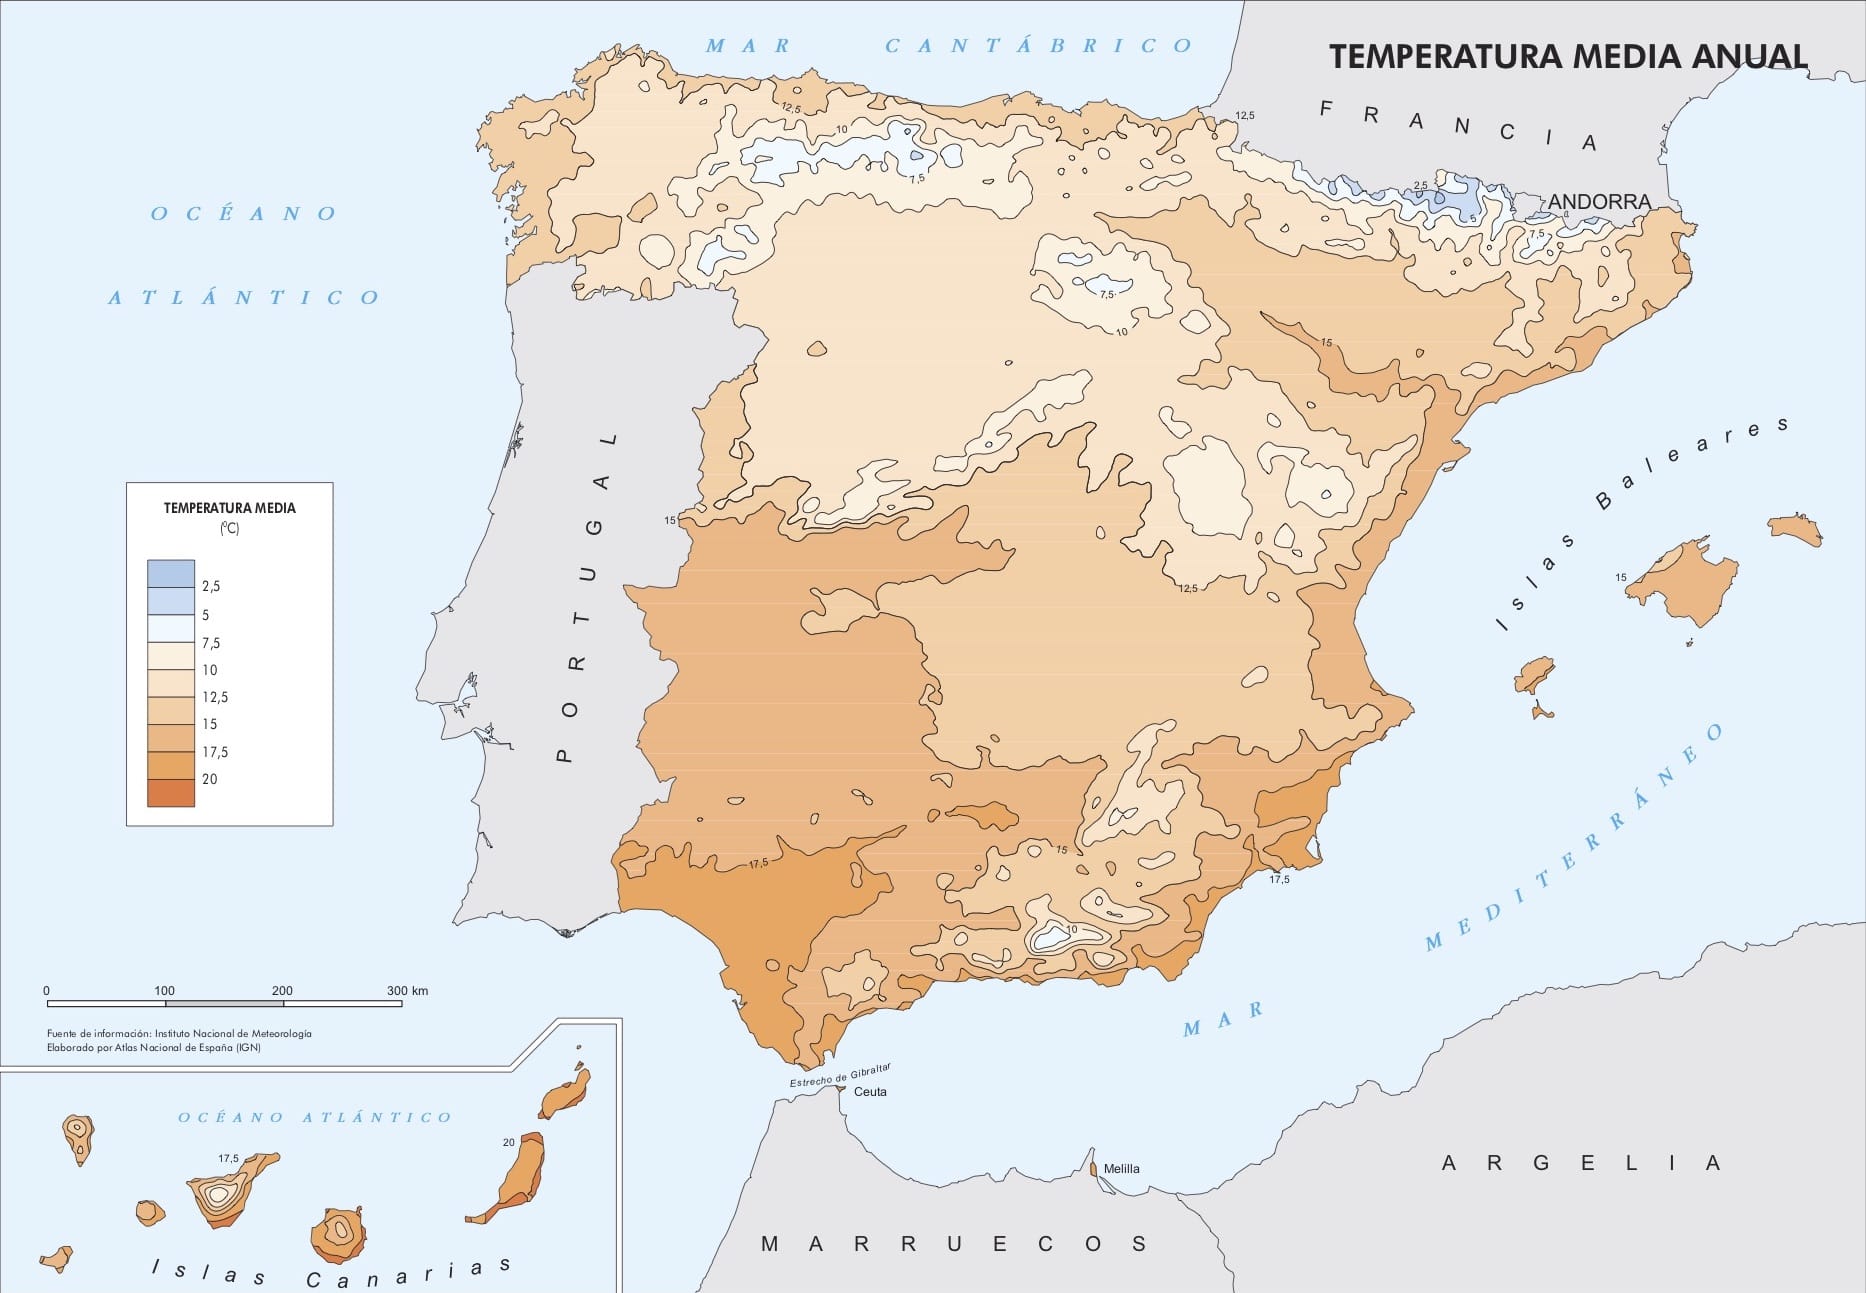 MAR CANTÁBRICO
TEMPERATURA MEDIA ANUAL
FRANCIA
12,5
12,5
10
7,5
2,5
5
7,5
ANDORRA
OCÉANO
ATLÁNTICO
7,5
10
15
PORTUGAL
15
12,5
Islas Baleares
15
TEMPERATURA MEDIA
(ºC)
2,5
5
7,5
10
12,5
15
17,5
20
17,5
15
10
17,5
MAR MEDITERRÁNEO
0 100 200 300 km
Fuente de información: Instituto Nacional de Meteorología
Elaborado por Atlas Nacional de España (IGN)
Estrecho de Gibraltar
Ceuta
Melilla
OCÉANO ATLÁNTICO
17,5
20
Islas Canarias
MARRUECOS
ARGELIA